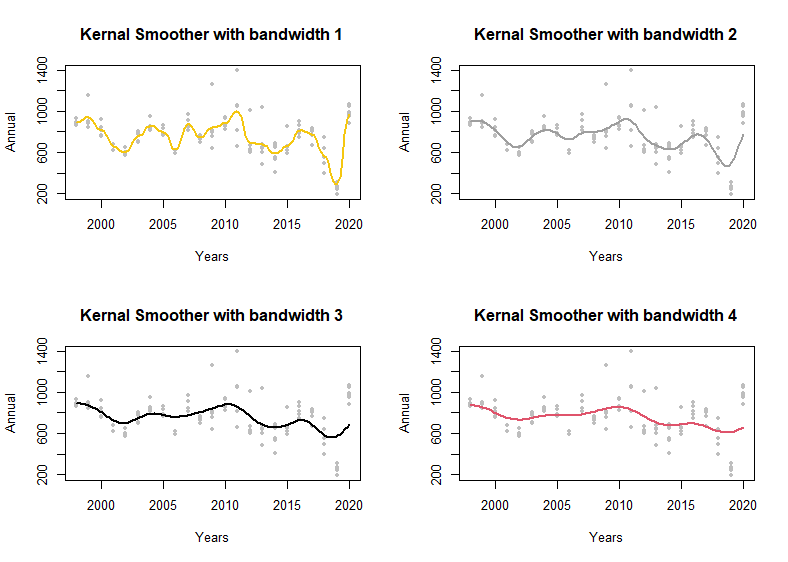 Kernal Smoother with bandwidth 1
Annual
1400
1000
600
200
2000 2005 2010 2015 2020
Years
Kernal Smoother with bandwidth 2
Annual
1400
1000
600
200
2000 2005 2010 2015 2020
Years
Kernal Smoother with bandwidth 3
Annual
1400
1000
600
200
2000 2005 2010 2015 2020
Years
Kernal Smoother with bandwidth 4
Annual
1400
1000
600
200
2000 2005 2010 2015 2020
Years